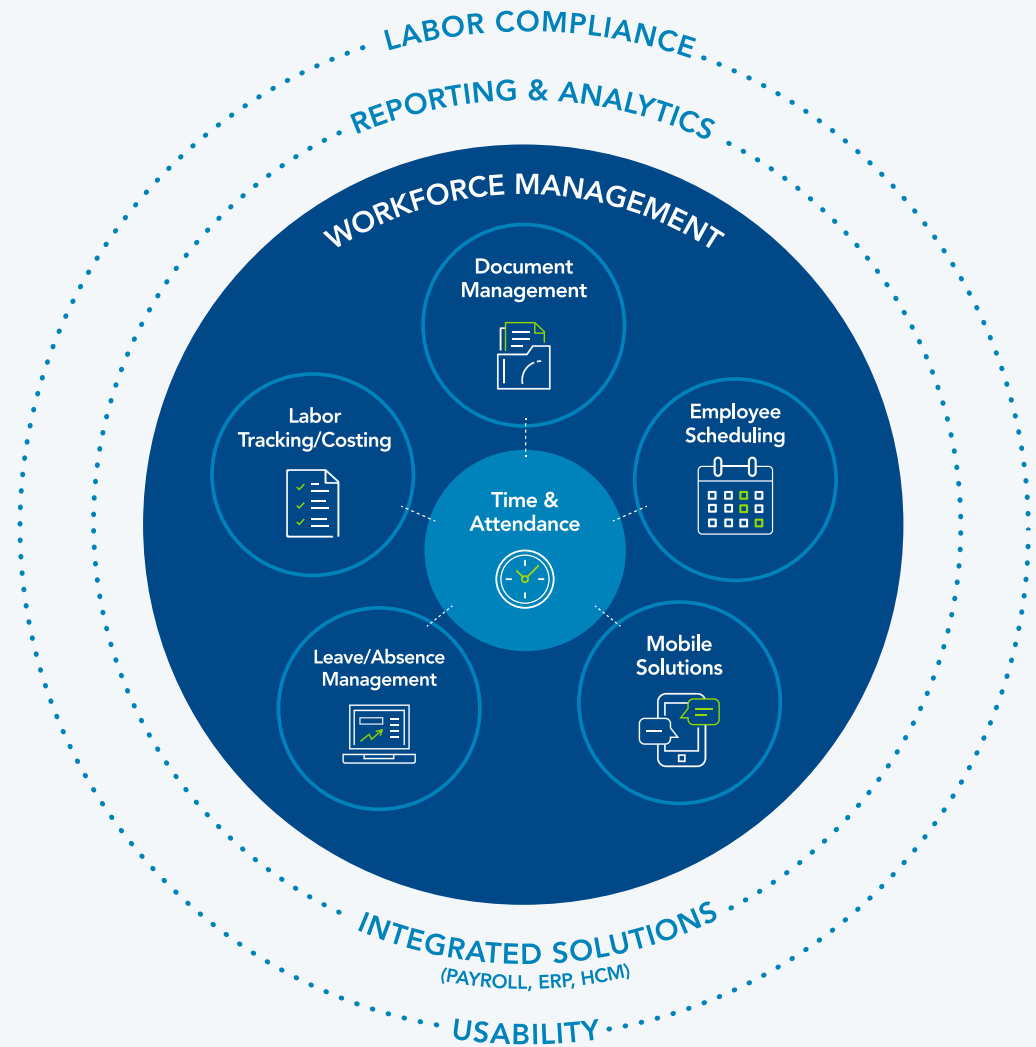 LABOR COMPLIANCE
REPORTING & ANALYTICS
WORKFORCE MANAGEMENT
Document
Management
Labor
Tracking/Costing
Employee
Scheduling
Time &
Attendance
Leave/Absence
Management
Mobile
Solutions
INTEGRATED SOLUTIONS
(PAYROLL, ERP, HCM)
USABILITY